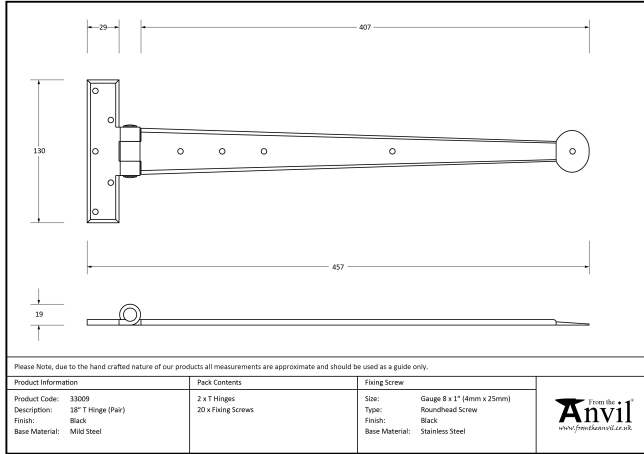 29
407
130
457
19
Please Note, due to the hand crafted nature of our products all measurements are approximate and should be used as a guide only.
Product Information
Product Code: 33009
Description: 18" T Hinge (Pair)
Finish: Black
Base Material: Mild Steel
Pack Contents
2 x T Hinges
20 x Fixing Screws
Fixing Screw
Size: Gauge 8 x 1" (4mm x 25mm)
Type: Roundhead Screw
Finish: Black
Base Material: Stainless Steel
From the
Anvil
www.fromtheanvil.co.uk